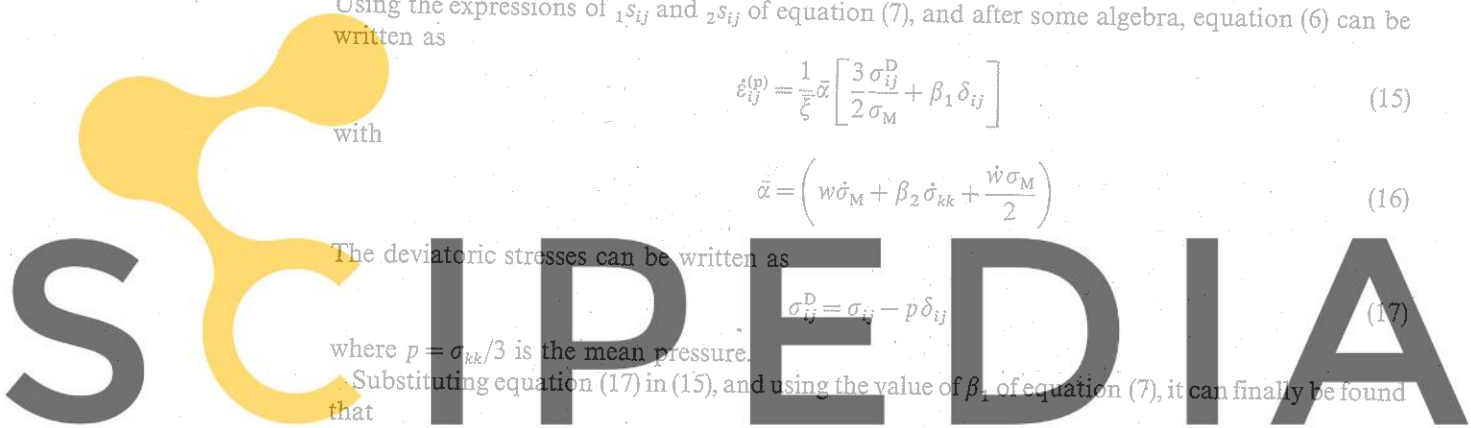 Using the expressions of ₁s_ij and ₂s_ij of equation (7), and after some algebra, equation (6) can be
written as
ε̇_ij^(p) = 1/ξ̄ ᾱ [ 3/2 σ_ij^D/σ_M + β₁ δ_ij ] (15)
with
ᾱ = ( wσ̇_M + β₂ σ̇_kk + ẇσ_M/2 ) (16)
The deviatoric stresses can be written as
σ_ij^D = σ_ij − p δ_ij (17)
where p = σ_kk/3 is the mean pressure.
Substituting equation (17) in (15), and using the value of β₁ of equation (7), it can finally be found
that
SCIPEDIA